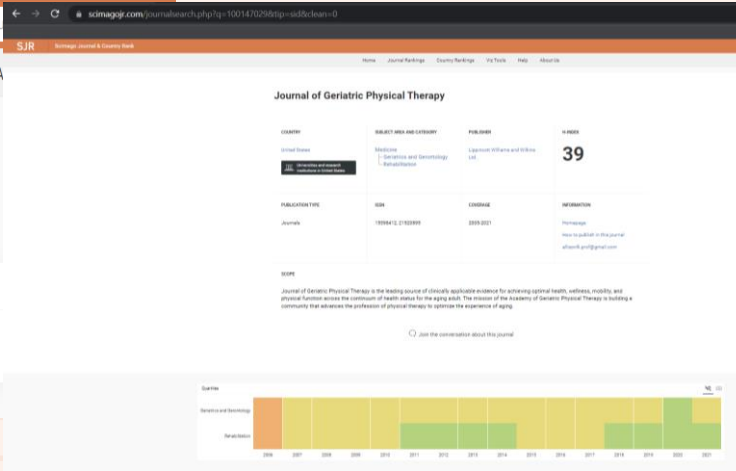 scimagojr.com/journalsearch.php?q=100147029&tip=sid&clean=0
SJR Scimago Journal & Country Rank
Home Journal Rankings Country Rankings Viz Tools Help About Us
Journal of Geriatric Physical Therapy
COUNTRY
United States
Universities and research
institutions in United States
SUBJECT AREA AND CATEGORY
Medicine
Geriatrics and Gerontology
Rehabilitation
PUBLISHER
Lippincott Williams and Wilkins
Ltd.
H-INDEX
39
PUBLICATION TYPE
Journals
ISSN
COVERAGE
INFORMATION
Homepage
How to publish in this journal
SCOPE
Journal of Geriatric Physical Therapy is the leading source of clinically applicable evidence for achieving optimal health, wellness, mobility, and
physical function across the continuum of health status for the aging adult. The mission of the Academy of Geriatric Physical Therapy is building a
community that advances the profession of physical therapy to optimize the experience of aging.
Join the conversation about this journal
Quartiles
Geriatrics and Gerontology
Rehabilitation
2006 2007 2008 2009 2010 2011 2012 2013 2014 2015 2016 2017 2018 2019 2020 2021